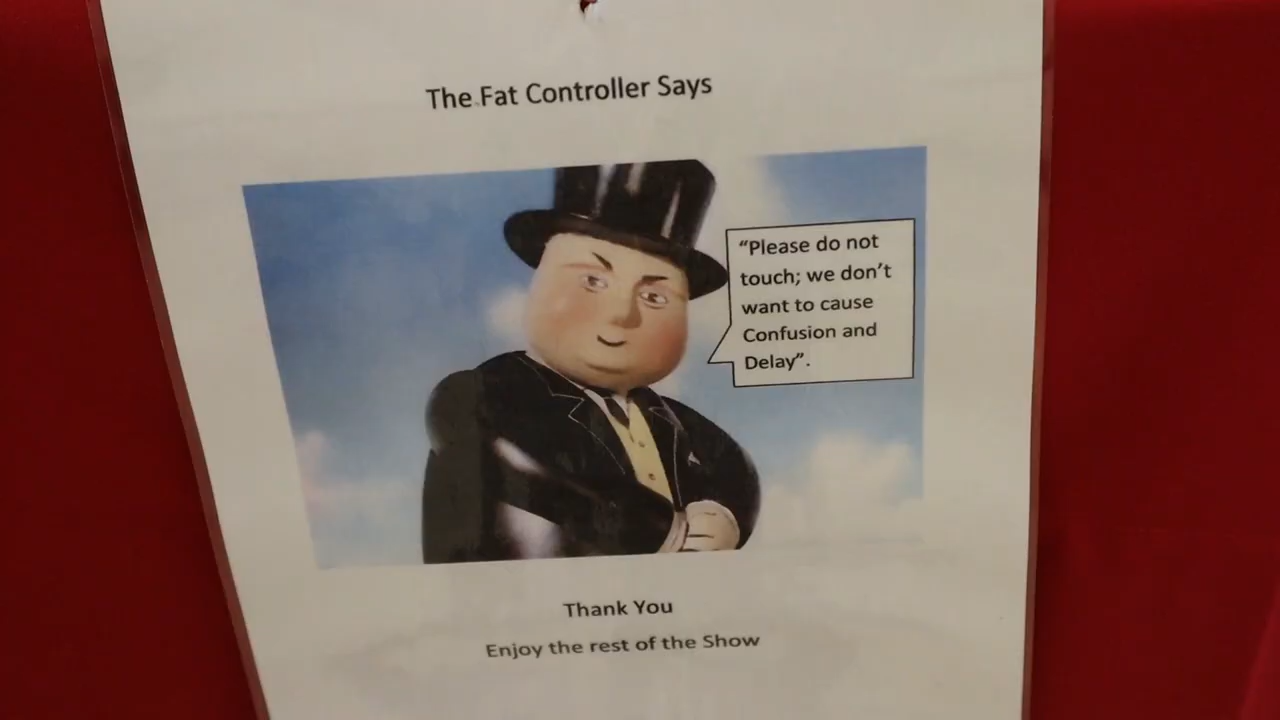 The Fat Controller Says
“Please do not
touch; we don’t
want to cause
Confusion and
Delay”.
Thank You
Enjoy the rest of the Show